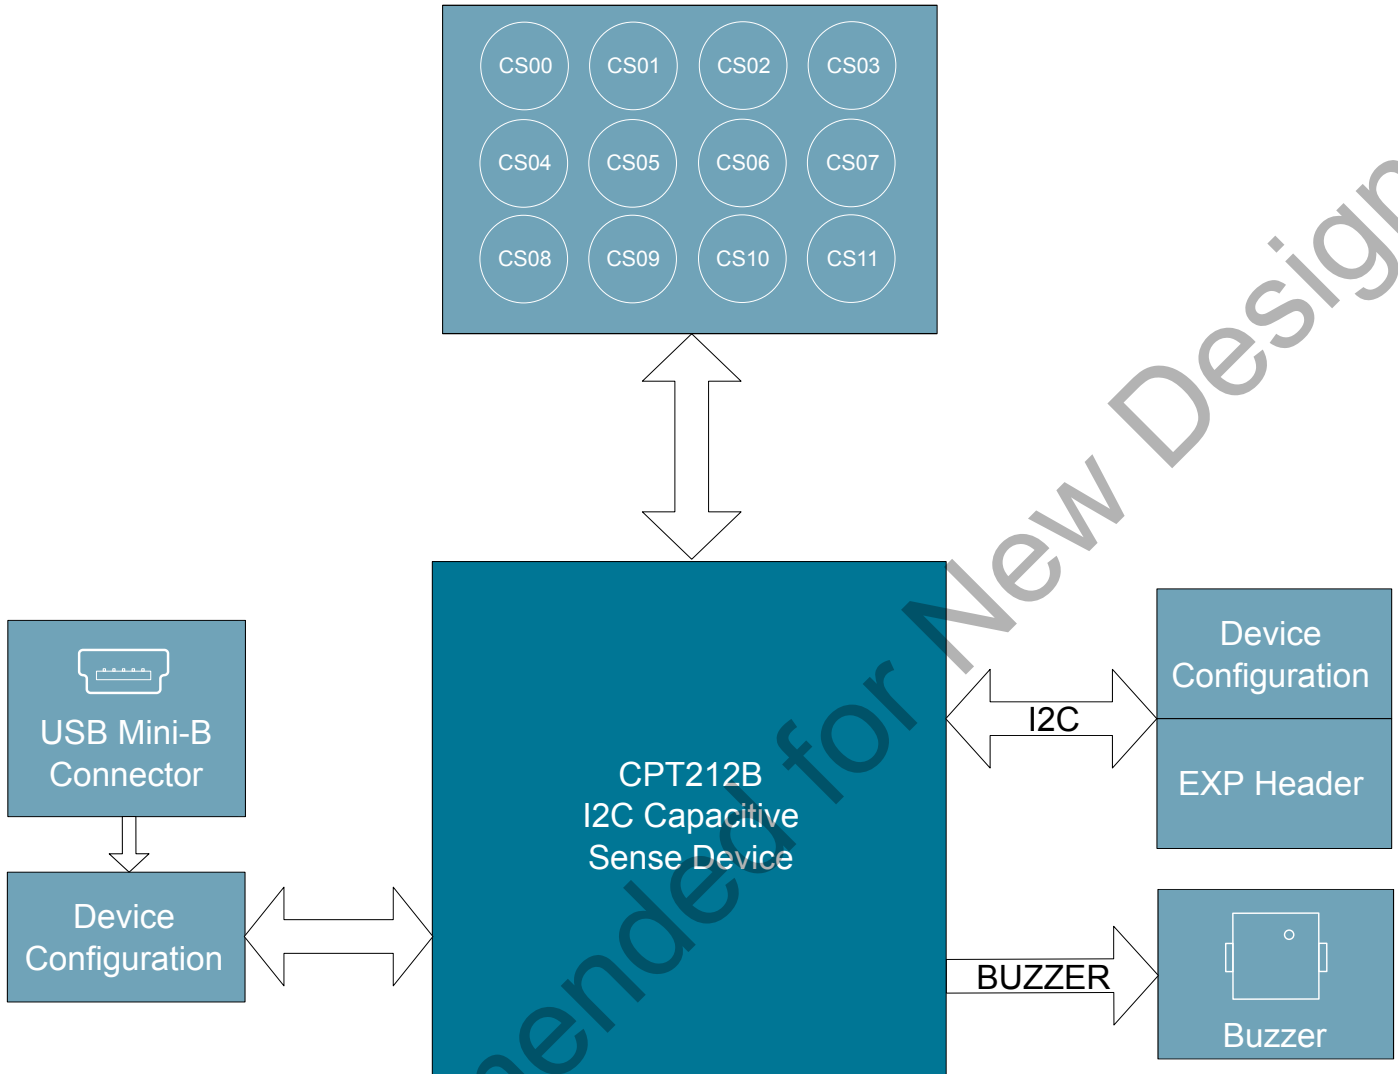 CS00 CS01 CS02 CS03
CS04 CS05 CS06 CS07
CS08 CS09 CS10 CS11
USB Mini-B
Connector
Device
Configuration
CPT212B
I2C Capacitive
Sense Device
I2C
Device
Configuration
EXP Header
BUZZER
Buzzer
mended for New Design